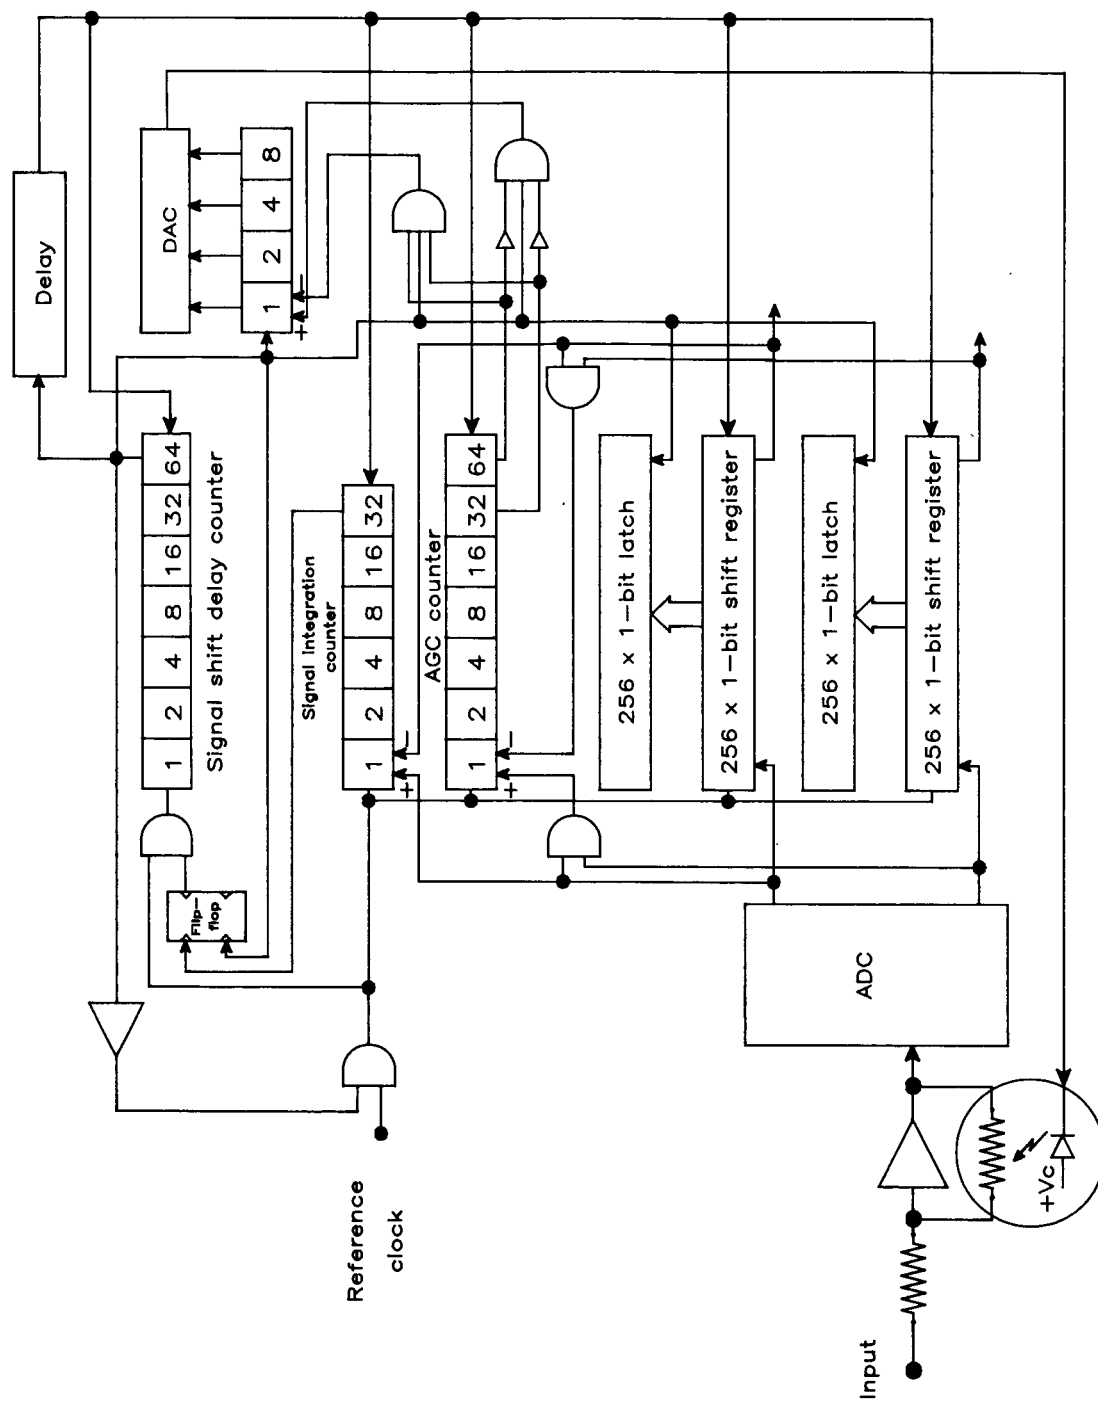 Delay
DAC
1 2 4 8
+ −
1 2 4 8 16 32 64
Signal shift delay counter
Flip−
flop
Signal integration
counter
1 2 4 8 16 32
+ −
AGC counter
1 2 4 8 16 32 64
+ −
256 x 1−bit latch
256 x 1−bit shift register
256 x 1−bit latch
256 x 1−bit shift register
Reference
clock
ADC
+Vc
Input